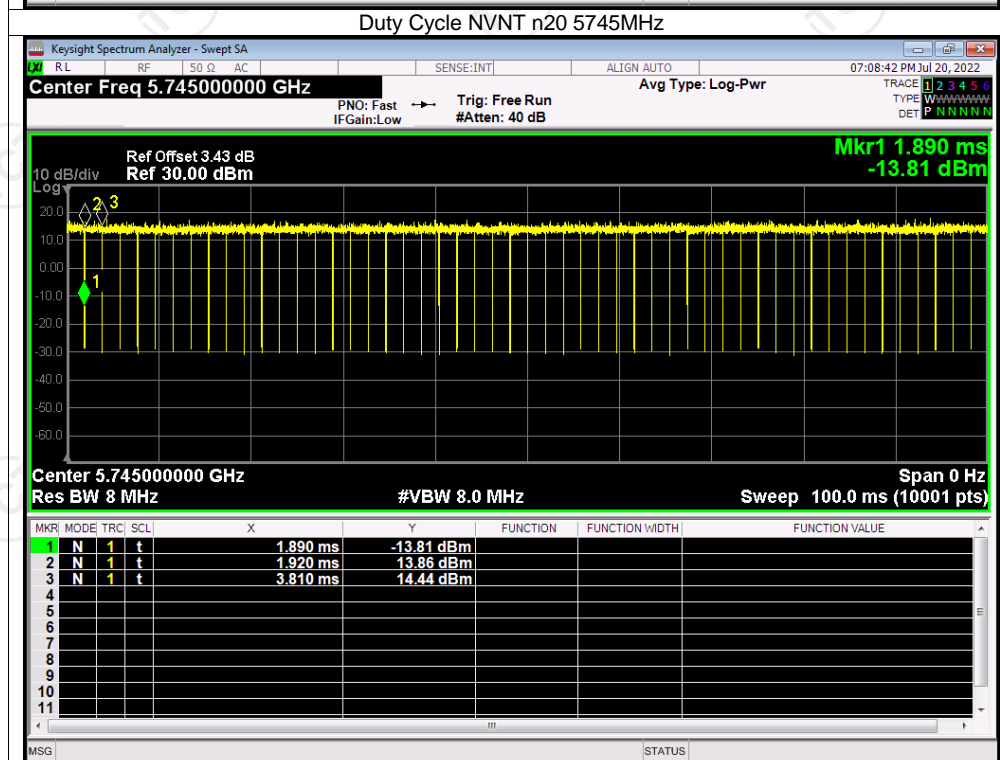 Duty Cycle NVNT n20 5745MHz
Keysight Spectrum Analyzer - Swept SA
LXI RL RF 50 Ω AC SENSE:INT ALIGN AUTO 07:08:42 PM Jul 20, 2022
Center Freq 5.745000000 GHz Avg Type: Log-Pwr TRACE 1 2 3 4 5 6
PNO: Fast Trig: Free Run TYPE WWWWWW
IFGain:Low #Atten: 40 dB DET P N N N N N
Mkr1 1.890 ms
Ref Offset 3.43 dB
10 dB/div Ref 30.00 dBm -13.81 dBm
Log
2 3
20.0
10.0
0.00
1
-10.0
-20.0
-30.0
-40.0
-50.0
-60.0
Center 5.745000000 GHz Span 0 Hz
Res BW 8 MHz #VBW 8.0 MHz Sweep 100.0 ms (10001 pts)
MKR MODE TRC SCL X Y FUNCTION FUNCTION WIDTH FUNCTION VALUE
1 N 1 t 1.890 ms -13.81 dBm
2 N 1 t 1.920 ms 13.86 dBm
3 N 1 t 3.810 ms 14.44 dBm
4
5
6
7
8
9
10
11
MSG STATUS